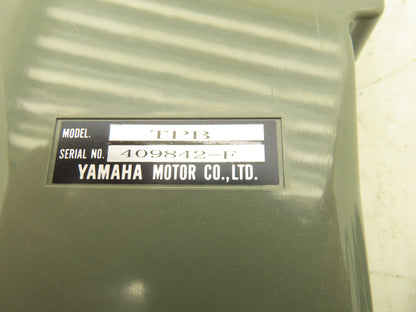 MODEL. TPB
SERIAL NO. 409842-F
YAMAHA MOTOR CO.,LTD.